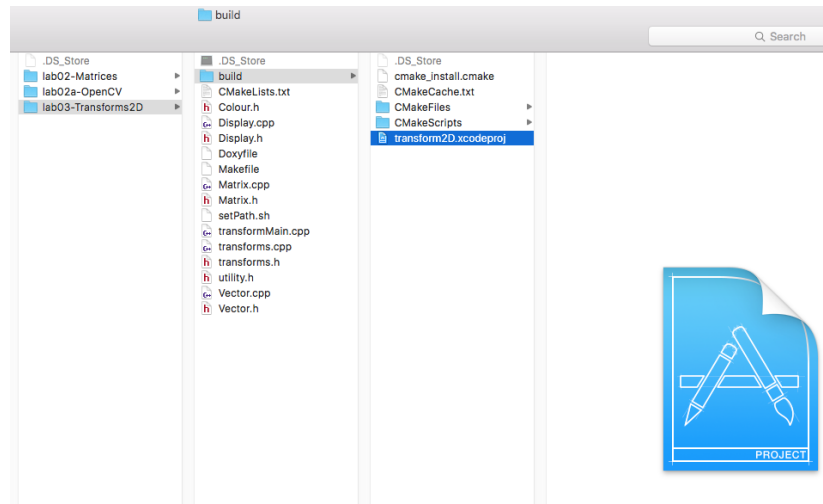 build
Search
.DS_Store
lab02-Matrices
lab02a-OpenCV
lab03-Transforms2D
.DS_Store
build
CMakeLists.txt
Colour.h
Display.cpp
Display.h
Doxyfile
Makefile
Matrix.cpp
Matrix.h
setPath.sh
transformMain.cpp
transforms.cpp
transforms.h
utility.h
Vector.cpp
Vector.h
.DS_Store
cmake_install.cmake
CMakeCache.txt
CMakeFiles
CMakeScripts
transform2D.xcodeproj
PROJECT